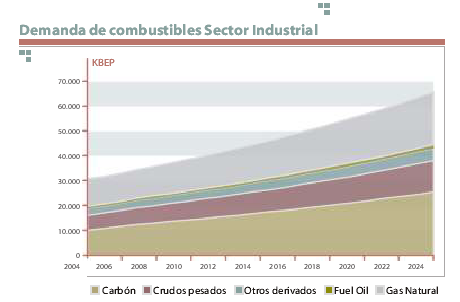 Demanda de combustibles Sector Industrial
KBEP
70.000
60.000
50.000
40.000
30.000
20.000
10.000
0
2004 2006 2008 2010 2012 2014 2016 2018 2020 2022 2024
Carbón Crudos pesados Otros derivados Fuel Oil Gas Natural